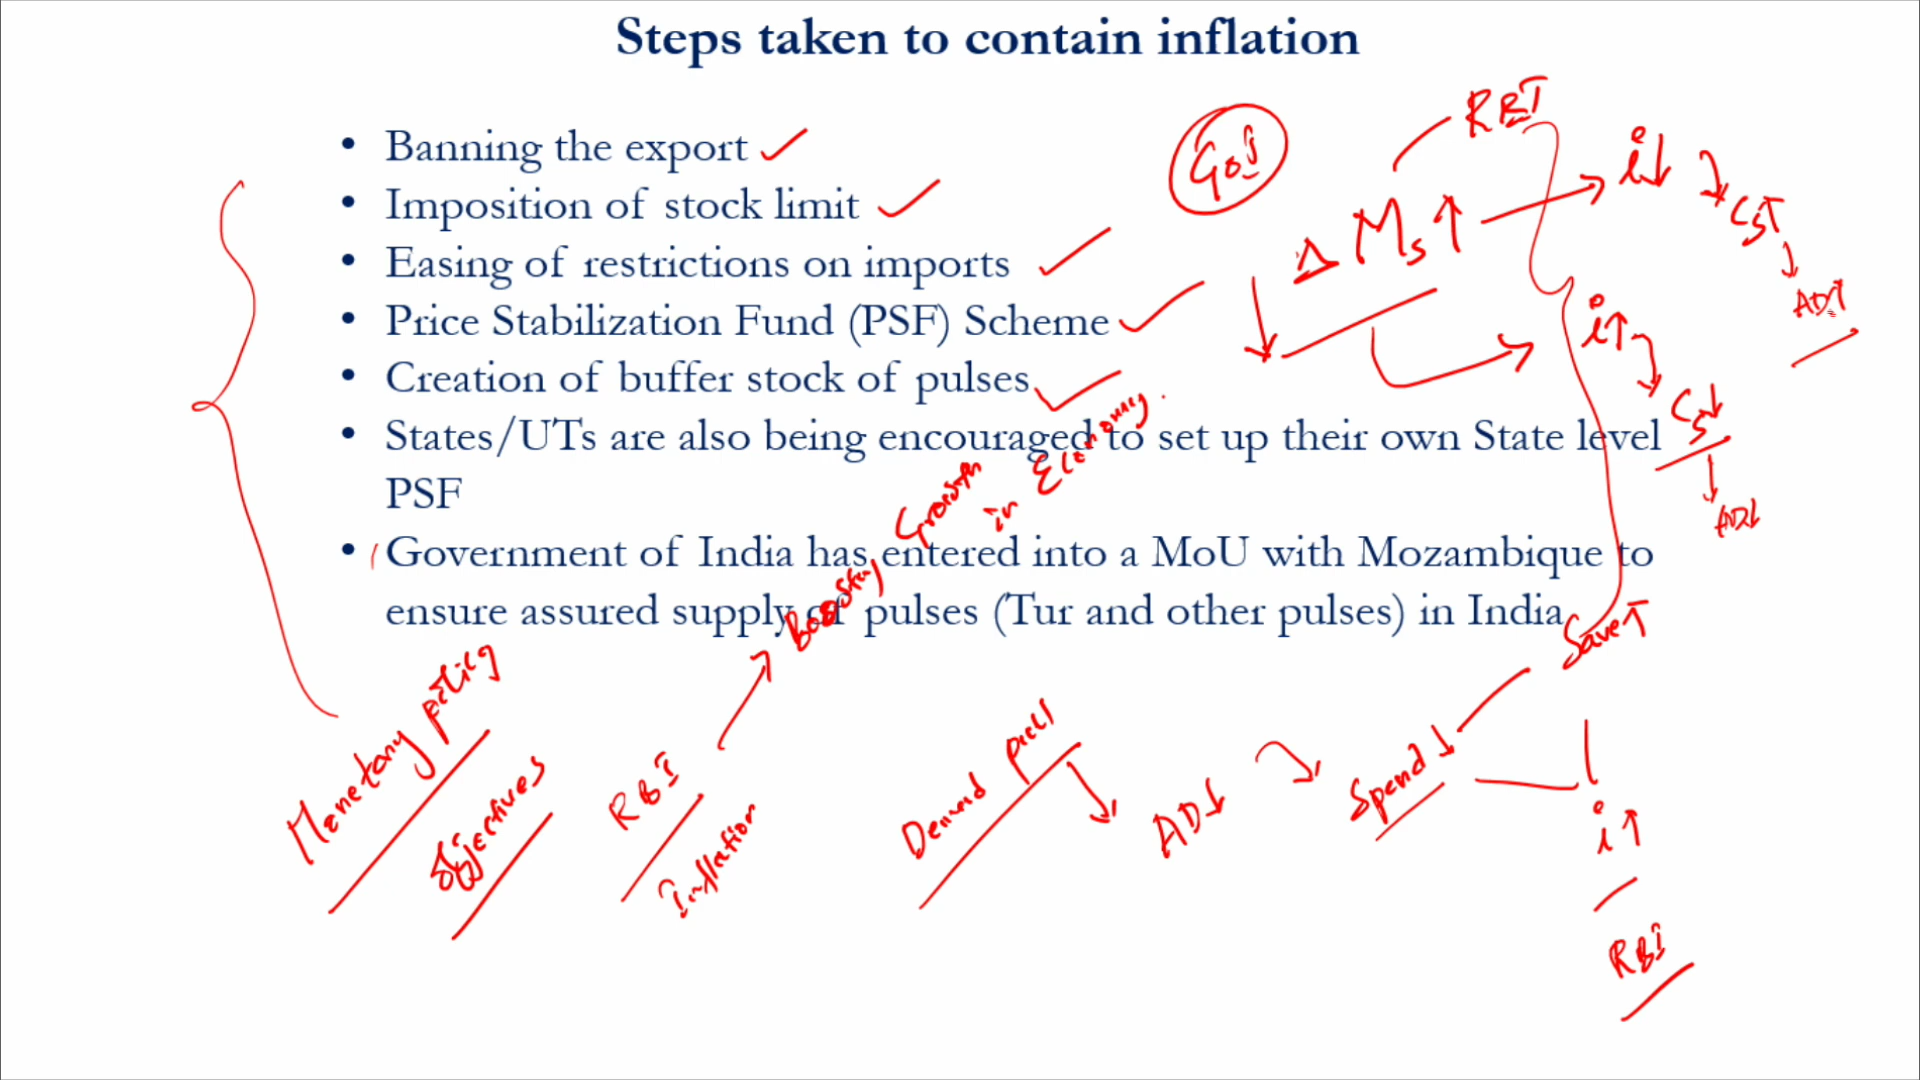 Steps taken to contain inflation
• Banning the export
• Imposition of stock limit
• Easing of restrictions on imports
• Price Stabilization Fund (PSF) Scheme
• Creation of buffer stock of pulses
• States/UTs are also being encouraged to set up their own State level
PSF
• Government of India has entered into a MoU with Mozambique to
ensure assured supply of pulses (Tur and other pulses) in India
GoI
RBI
Δ Ms↑
i↓
Cs↑
AD↑
i↑
Cs↓
AD↓
Boosting Growth
in Economy.
Monetary policy
objectives
RBI
Inflation
Demand pull
AD↓
Spend↓
Save↑
i↑
RBI